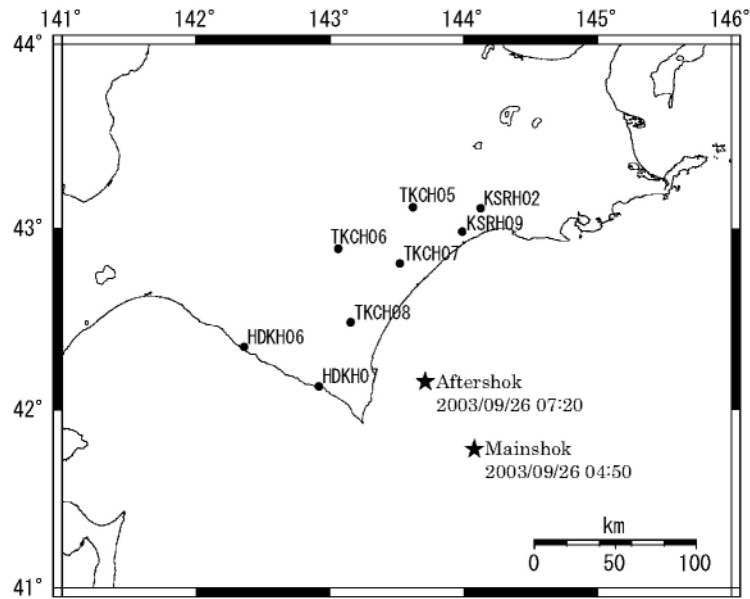 141° 142° 143° 144° 145° 146°
44°
TKCH05
KSRH02
KSRH09
43°
TKCH06
TKCH07
TKCH08
HDKH06
HDKH07
Aftershok
2003/09/26 07:20
42°
Mainshok
2003/09/26 04:50
km
0 50 100
41°